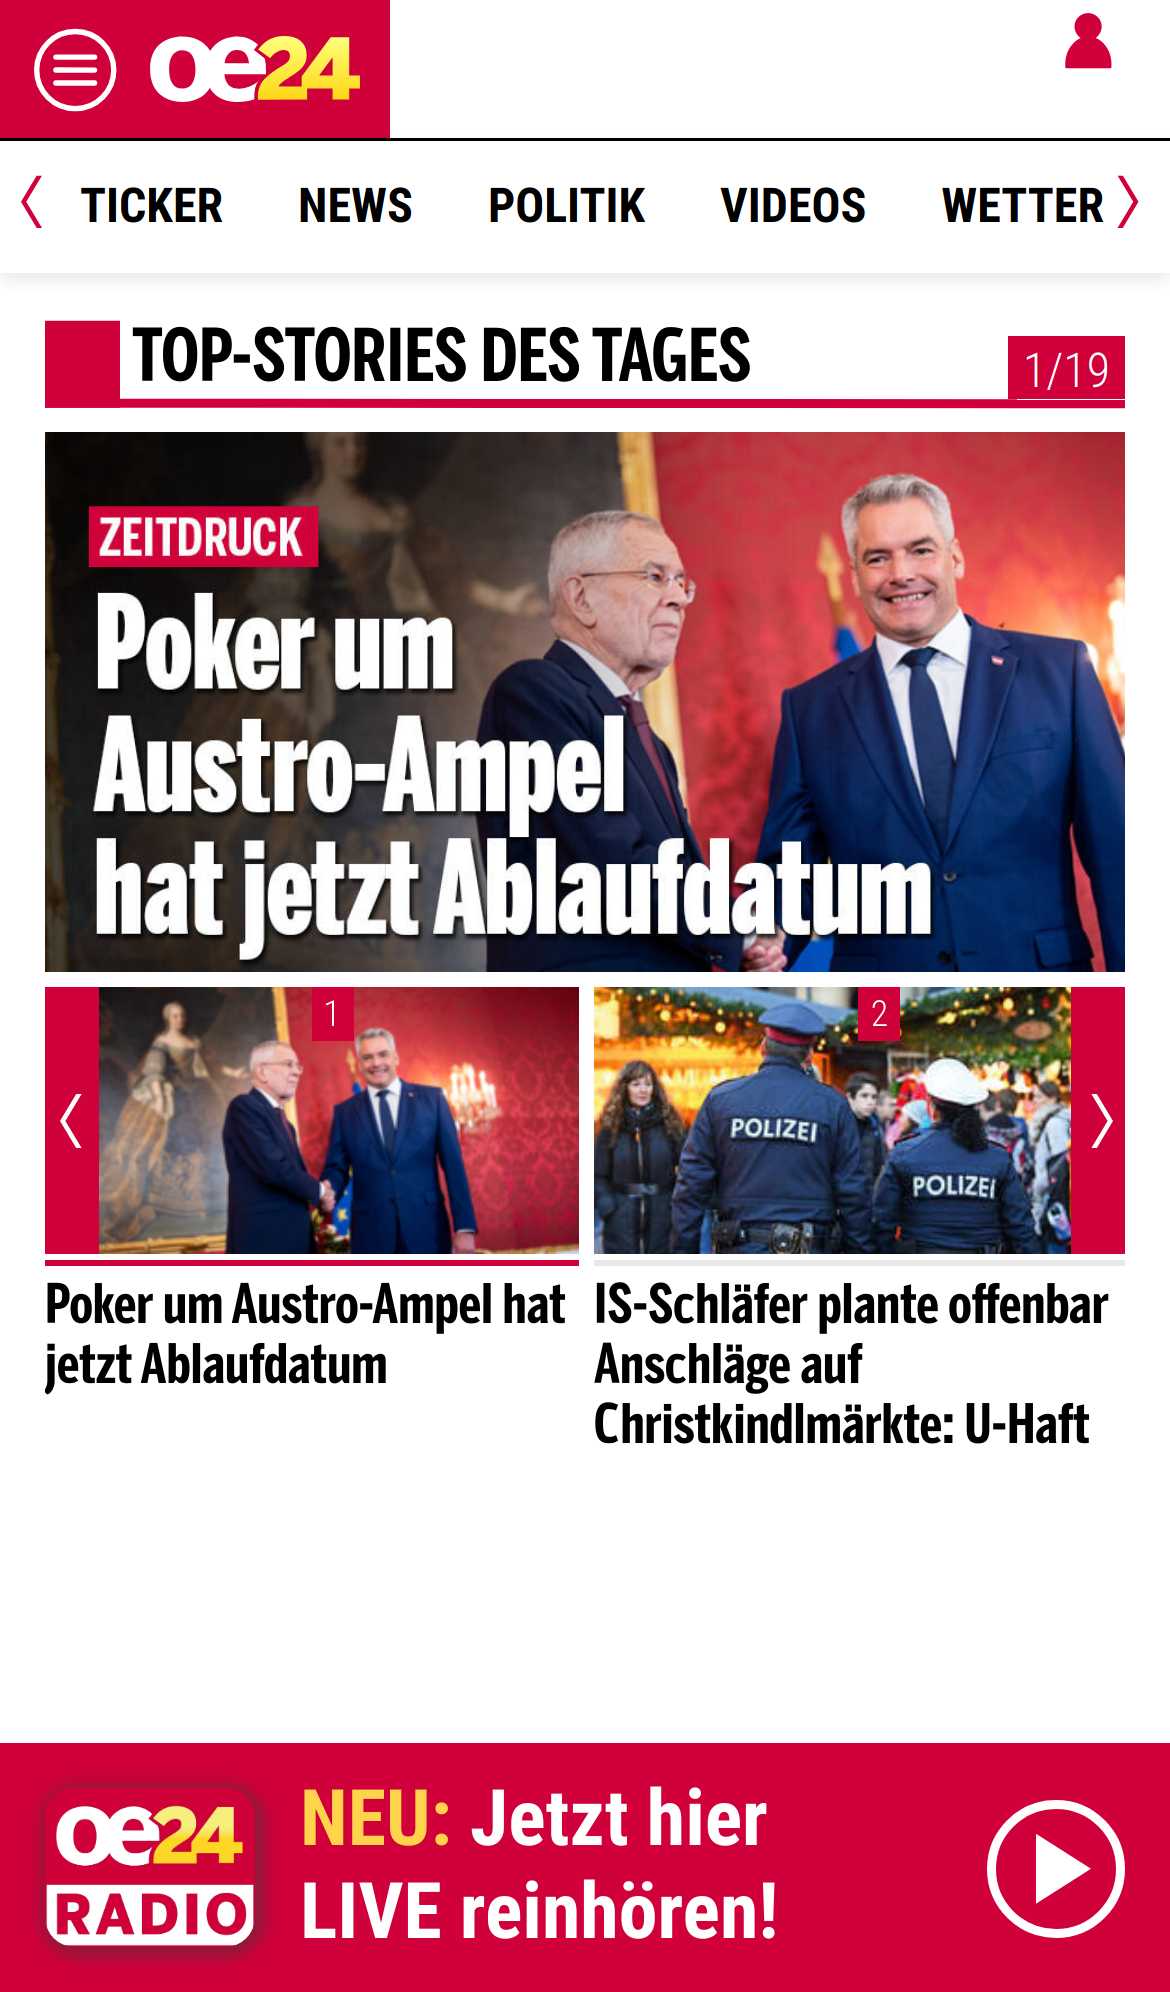 oe24
TICKER NEWS POLITIK VIDEOS WETTER
TOP-STORIES DES TAGES
1/19
ZEITDRUCK
Poker um
Austro-Ampel
hat jetzt Ablaufdatum
1
Poker um Austro-Ampel hat
jetzt Ablaufdatum
2
POLIZEI
POLIZEI
IS-Schläfer plante offenbar
Anschläge auf
Christkindlmärkte: U-Haft
oe24
RADIO
NEU: Jetzt hier
LIVE reinhören!